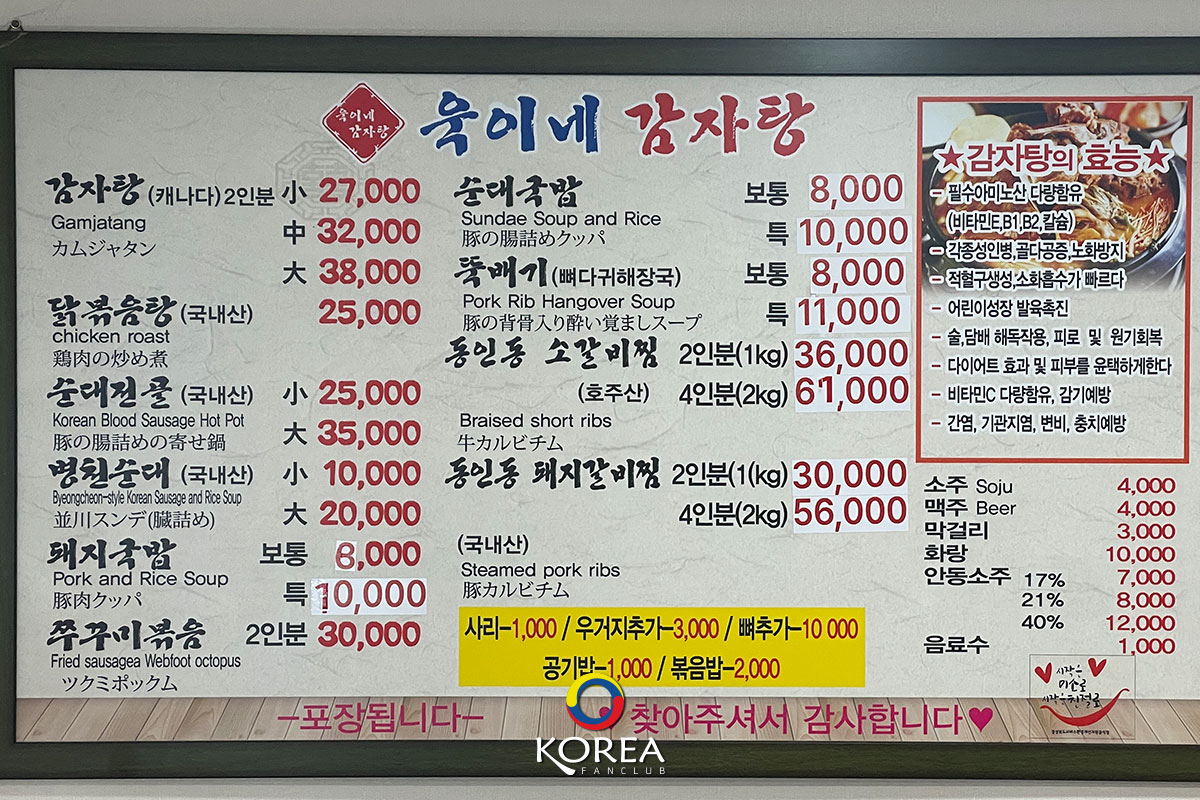 욱이네 감자탕
욱이네 감자탕
감자탕 (캐나다) 2인분 小 27,000
Gamjatang 中 32,000
カムジャタン
大 38,000
닭볶음탕 (국내산) 25,000
chicken roast
鶏肉の炒め煮
순대전골 (국내산) 小 25,000
Korean Blood Sausage Hot Pot
豚の腸詰めの寄せ鍋 大 35,000
병천순대 (국내산) 小 10,000
Byeongcheon-style Korean Sausage and Rice Soup
並川スンデ(臓詰め) 大 20,000
돼지국밥 보통 8,000
Pork and Rice Soup
豚肉クッパ 특 10,000
쭈꾸미볶음 2인분 30,000
Fried sausagea Webfoot octopus
ツクミポックム
순대국밥 보통 8,000
Sundae Soup and Rice
豚の腸詰めクッパ 특 10,000
뚝배기 (뼈다귀해장국) 보통 8,000
Pork Rib Hangover Soup
豚の背骨入り酔い覚ましスープ 특 11,000
동인동 소갈비찜 2인분(1kg) 36,000
(호주산) 4인분(2kg) 61,000
Braised short ribs
牛カルビチム
동인동 돼지갈비찜 2인분(1(kg) 30,000
4인분(2kg) 56,000
(국내산)
Steamed pork ribs
豚カルビチム
사리-1,000 / 우거지추가-3,000 / 뼈추가-10 000
공기밥-1,000 / 볶음밥-2,000
★감자탕의 효능★
- 필수아미노산 다량함유
(비타민E,B1,B2,칼슘)
- 각종성인병,골다공증,노화방지
- 적혈구생성,소화흡수가 빠르다
- 어린이성장 발육촉진
- 술,담배 해독작용, 피로 및 원기회복
- 다이어트 효과 및 피부를 윤택하게한다
- 비타민C 다량함유, 감기예방
- 간염, 기관지염, 변비, 충치예방
소주 Soju 4,000
맥주 Beer 4,000
막걸리 3,000
화랑 10,000
안동소주 17% 7,000
21% 8,000
40% 12,000
음료수 1,000
시작은
미소로
시작은 친절로
-포장됩니다-
찾아주셔서 감사합니다♥
KOREA
FANCLUB